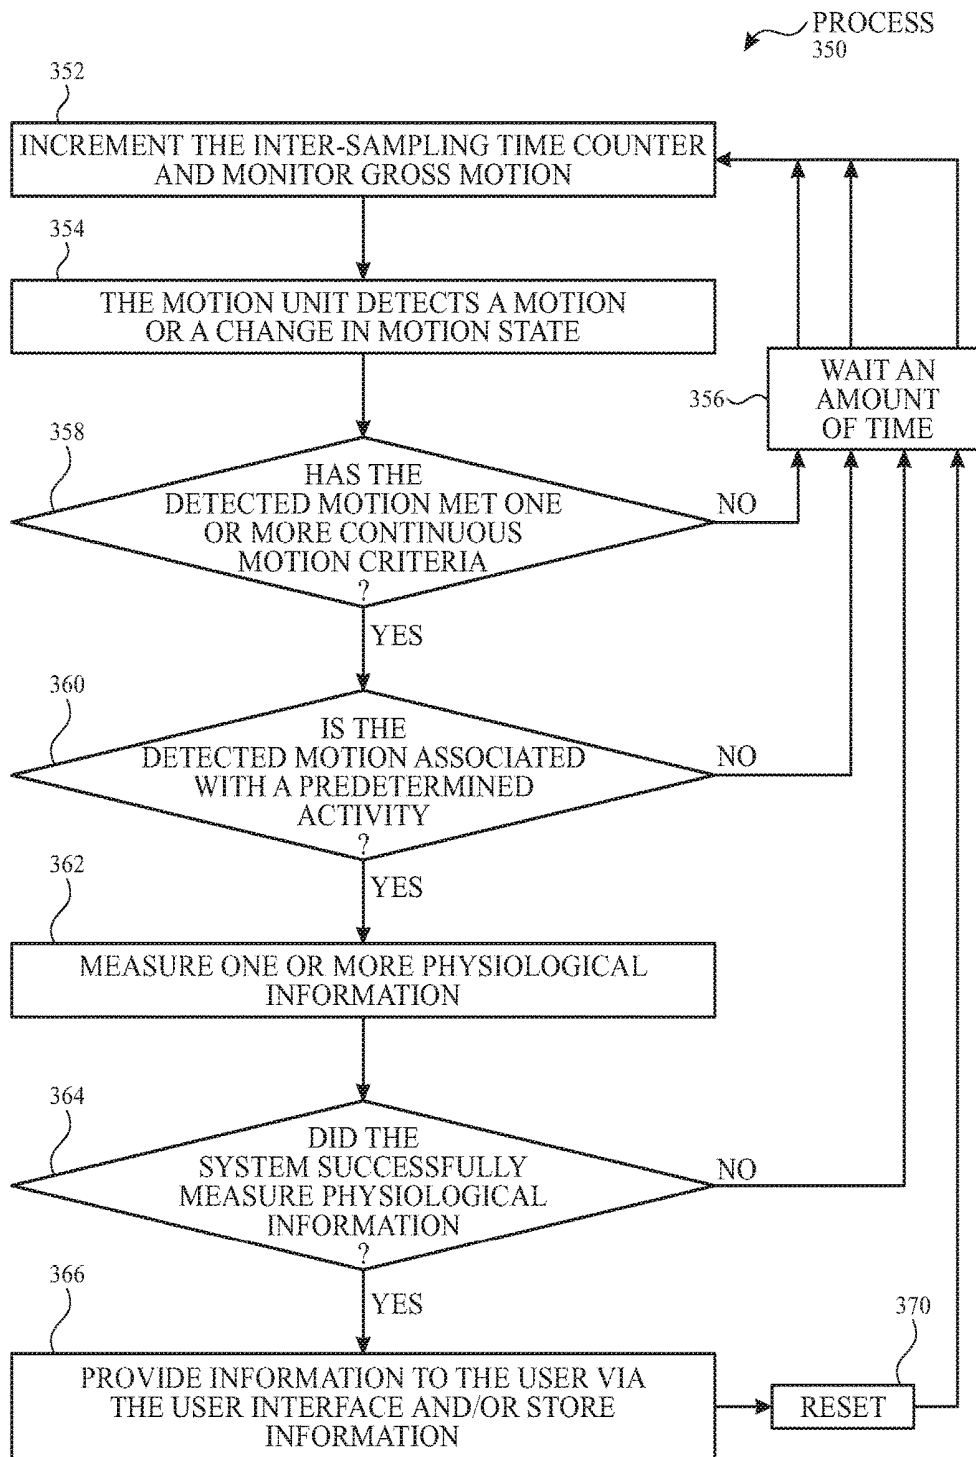 PROCESS
350
352
INCREMENT THE INTER-SAMPLING TIME COUNTER
AND MONITOR GROSS MOTION
354
THE MOTION UNIT DETECTS A MOTION
OR A CHANGE IN MOTION STATE
356
WAIT AN
AMOUNT
OF TIME
358
HAS THE
DETECTED MOTION MET ONE
OR MORE CONTINUOUS
MOTION CRITERIA
?
NO
YES
360
IS THE
DETECTED MOTION ASSOCIATED
WITH A PREDETERMINED
ACTIVITY
?
NO
YES
362
MEASURE ONE OR MORE PHYSIOLOGICAL
INFORMATION
364
DID THE
SYSTEM SUCCESSFULLY
MEASURE PHYSIOLOGICAL
INFORMATION
?
NO
YES
366
PROVIDE INFORMATION TO THE USER VIA
THE USER INTERFACE AND/OR STORE
INFORMATION
370
RESET